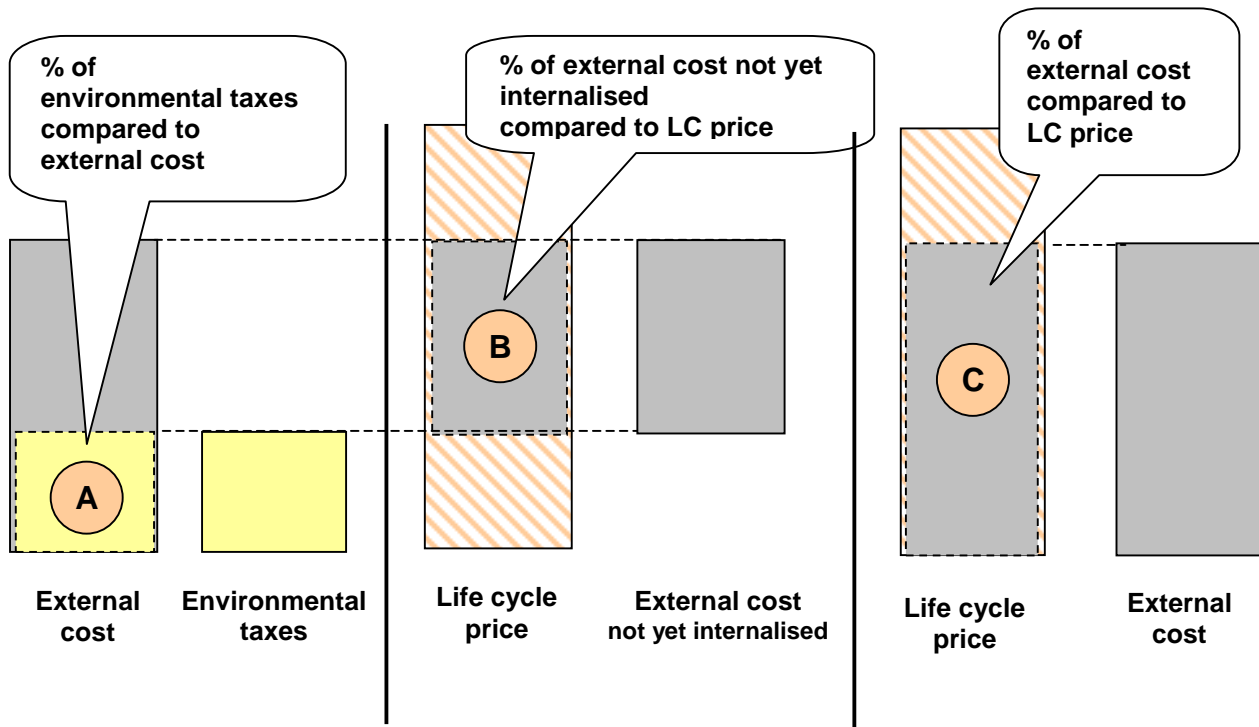 % of
environmental taxes
compared to
external cost
% of external cost not yet
internalised
compared to LC price
% of
external cost
compared to
LC price
A
B
C
External
cost
Environmental
taxes
Life cycle
price
External cost
not yet internalised
Life cycle
price
External
cost